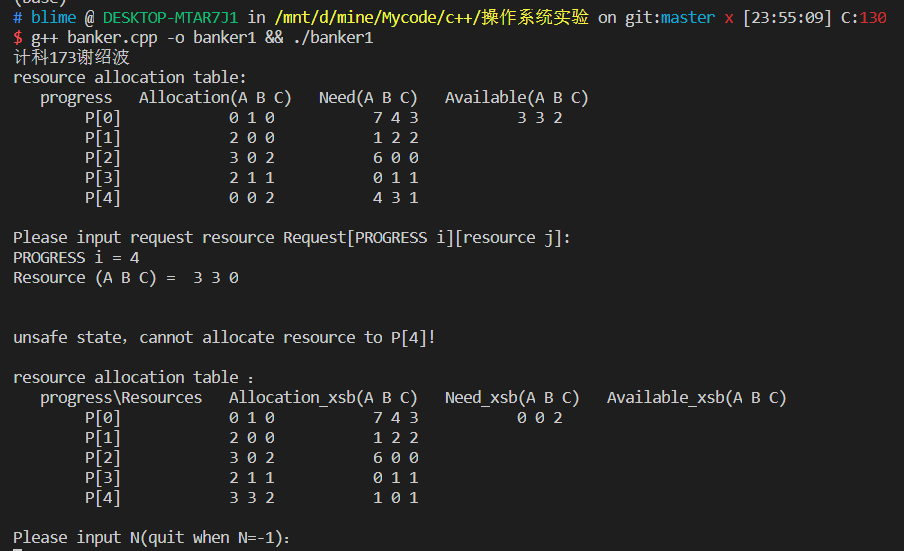 (base)
# blime @ DESKTOP-MTAR7J1 in /mnt/d/mine/Mycode/c++/操作系统实验 on git:master x [23:55:09] C:130
$ g++ banker.cpp -o banker1 && ./banker1
计科173谢绍波
resource allocation table:
progress Allocation(A B C) Need(A B C) Available(A B C)
P[0] 0 1 0 7 4 3 3 3 2
P[1] 2 0 0 1 2 2
P[2] 3 0 2 6 0 0
P[3] 2 1 1 0 1 1
P[4] 0 0 2 4 3 1
Please input request resource Request[PROGRESS i][resource j]:
PROGRESS i = 4
Resource (A B C) = 3 3 0
unsafe state，cannot allocate resource to P[4]!
resource allocation table ：
progress\Resources Allocation_xsb(A B C) Need_xsb(A B C) Available_xsb(A B C)
P[0] 0 1 0 7 4 3 0 0 2
P[1] 2 0 0 1 2 2
P[2] 3 0 2 6 0 0
P[3] 2 1 1 0 1 1
P[4] 3 3 2 1 0 1
Please input N(quit when N=-1)：